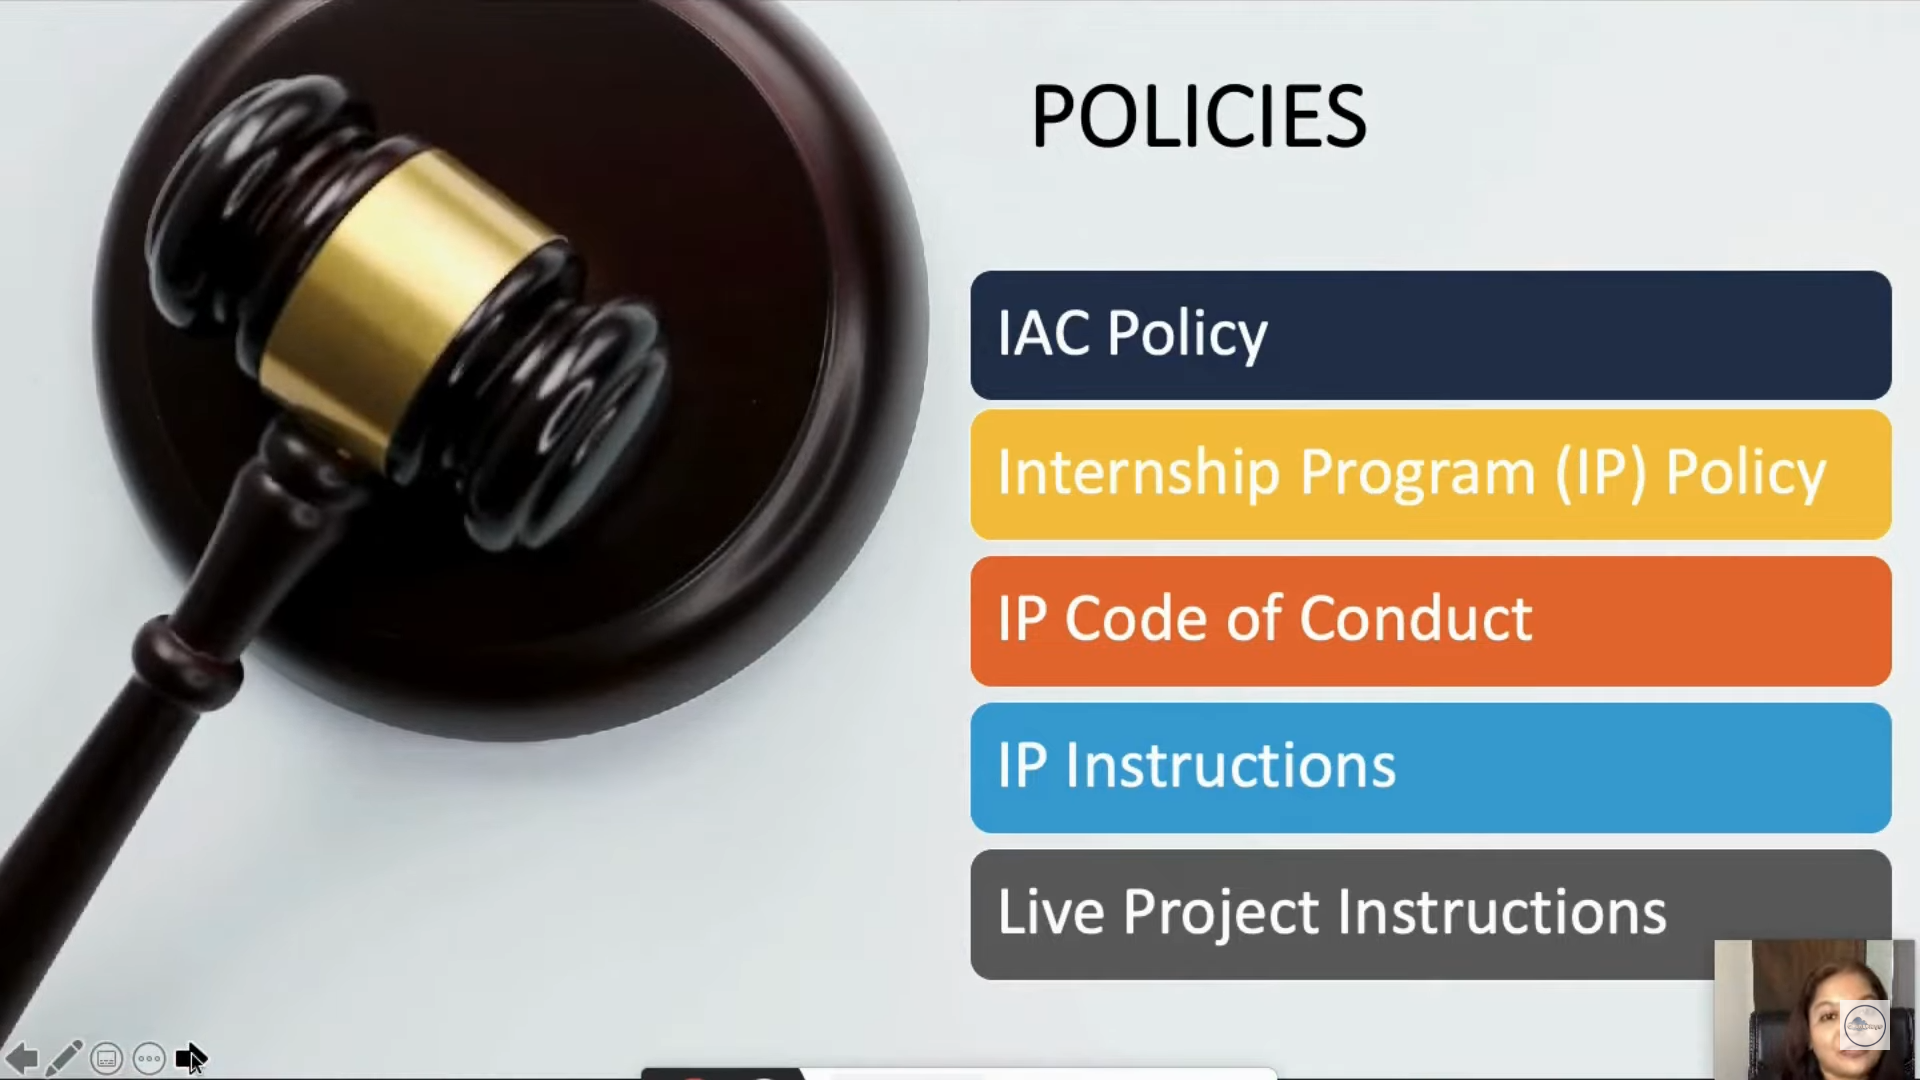 POLICIES
IAC Policy
Internship Program (IP) Policy
IP Code of Conduct
IP Instructions
Live Project Instructions